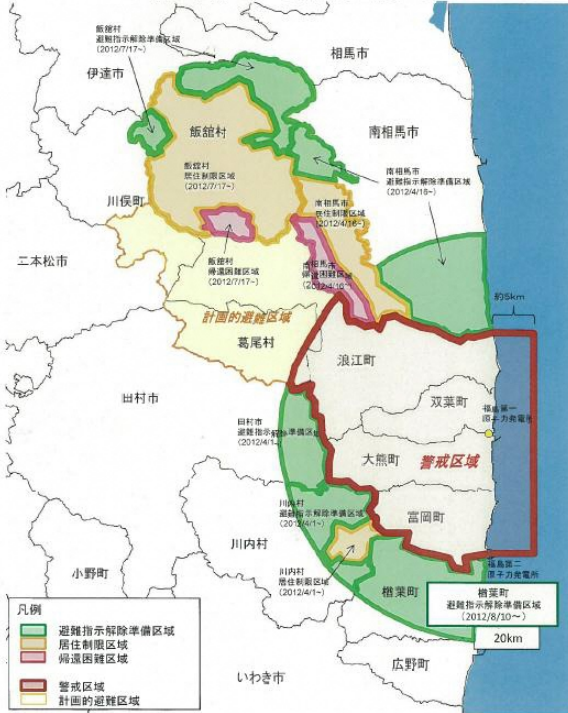 飯舘村
避難指示解除準備区域
(2012/7/17~)
伊達市
相馬市
飯舘村
南相馬市
飯舘村
居住制限区域
(2012/7/17~)
南相馬市
避難指示解除準備区域
(2012/4/16~)
川俣町
南相馬市
居住制限区域
(2012/4/16~)
二本松市
飯舘村
帰還困難区域
(2012/7/17~)
南相馬市
帰還困難区域
(2012/4/16~)
約5km
計画的避難区域
葛尾村
浪江町
田村市
双葉町
福島第一
原子力発電所
田村市
避難指示解除準備区域
(2012/4/1~)
大熊町
警戒区域
川内村
避難指示解除準備区域
(2012/4/1~)
富岡町
川内村
川内村
居住制限区域
(2012/4/1~)
福島第二
原子力発電所
小野町
楢葉町
楢葉町
避難指示解除準備区域
(2012/8/10~)
20km
広野町
いわき市
凡例
避難指示解除準備区域
居住制限区域
帰還困難区域
警戒区域
計画的避難区域